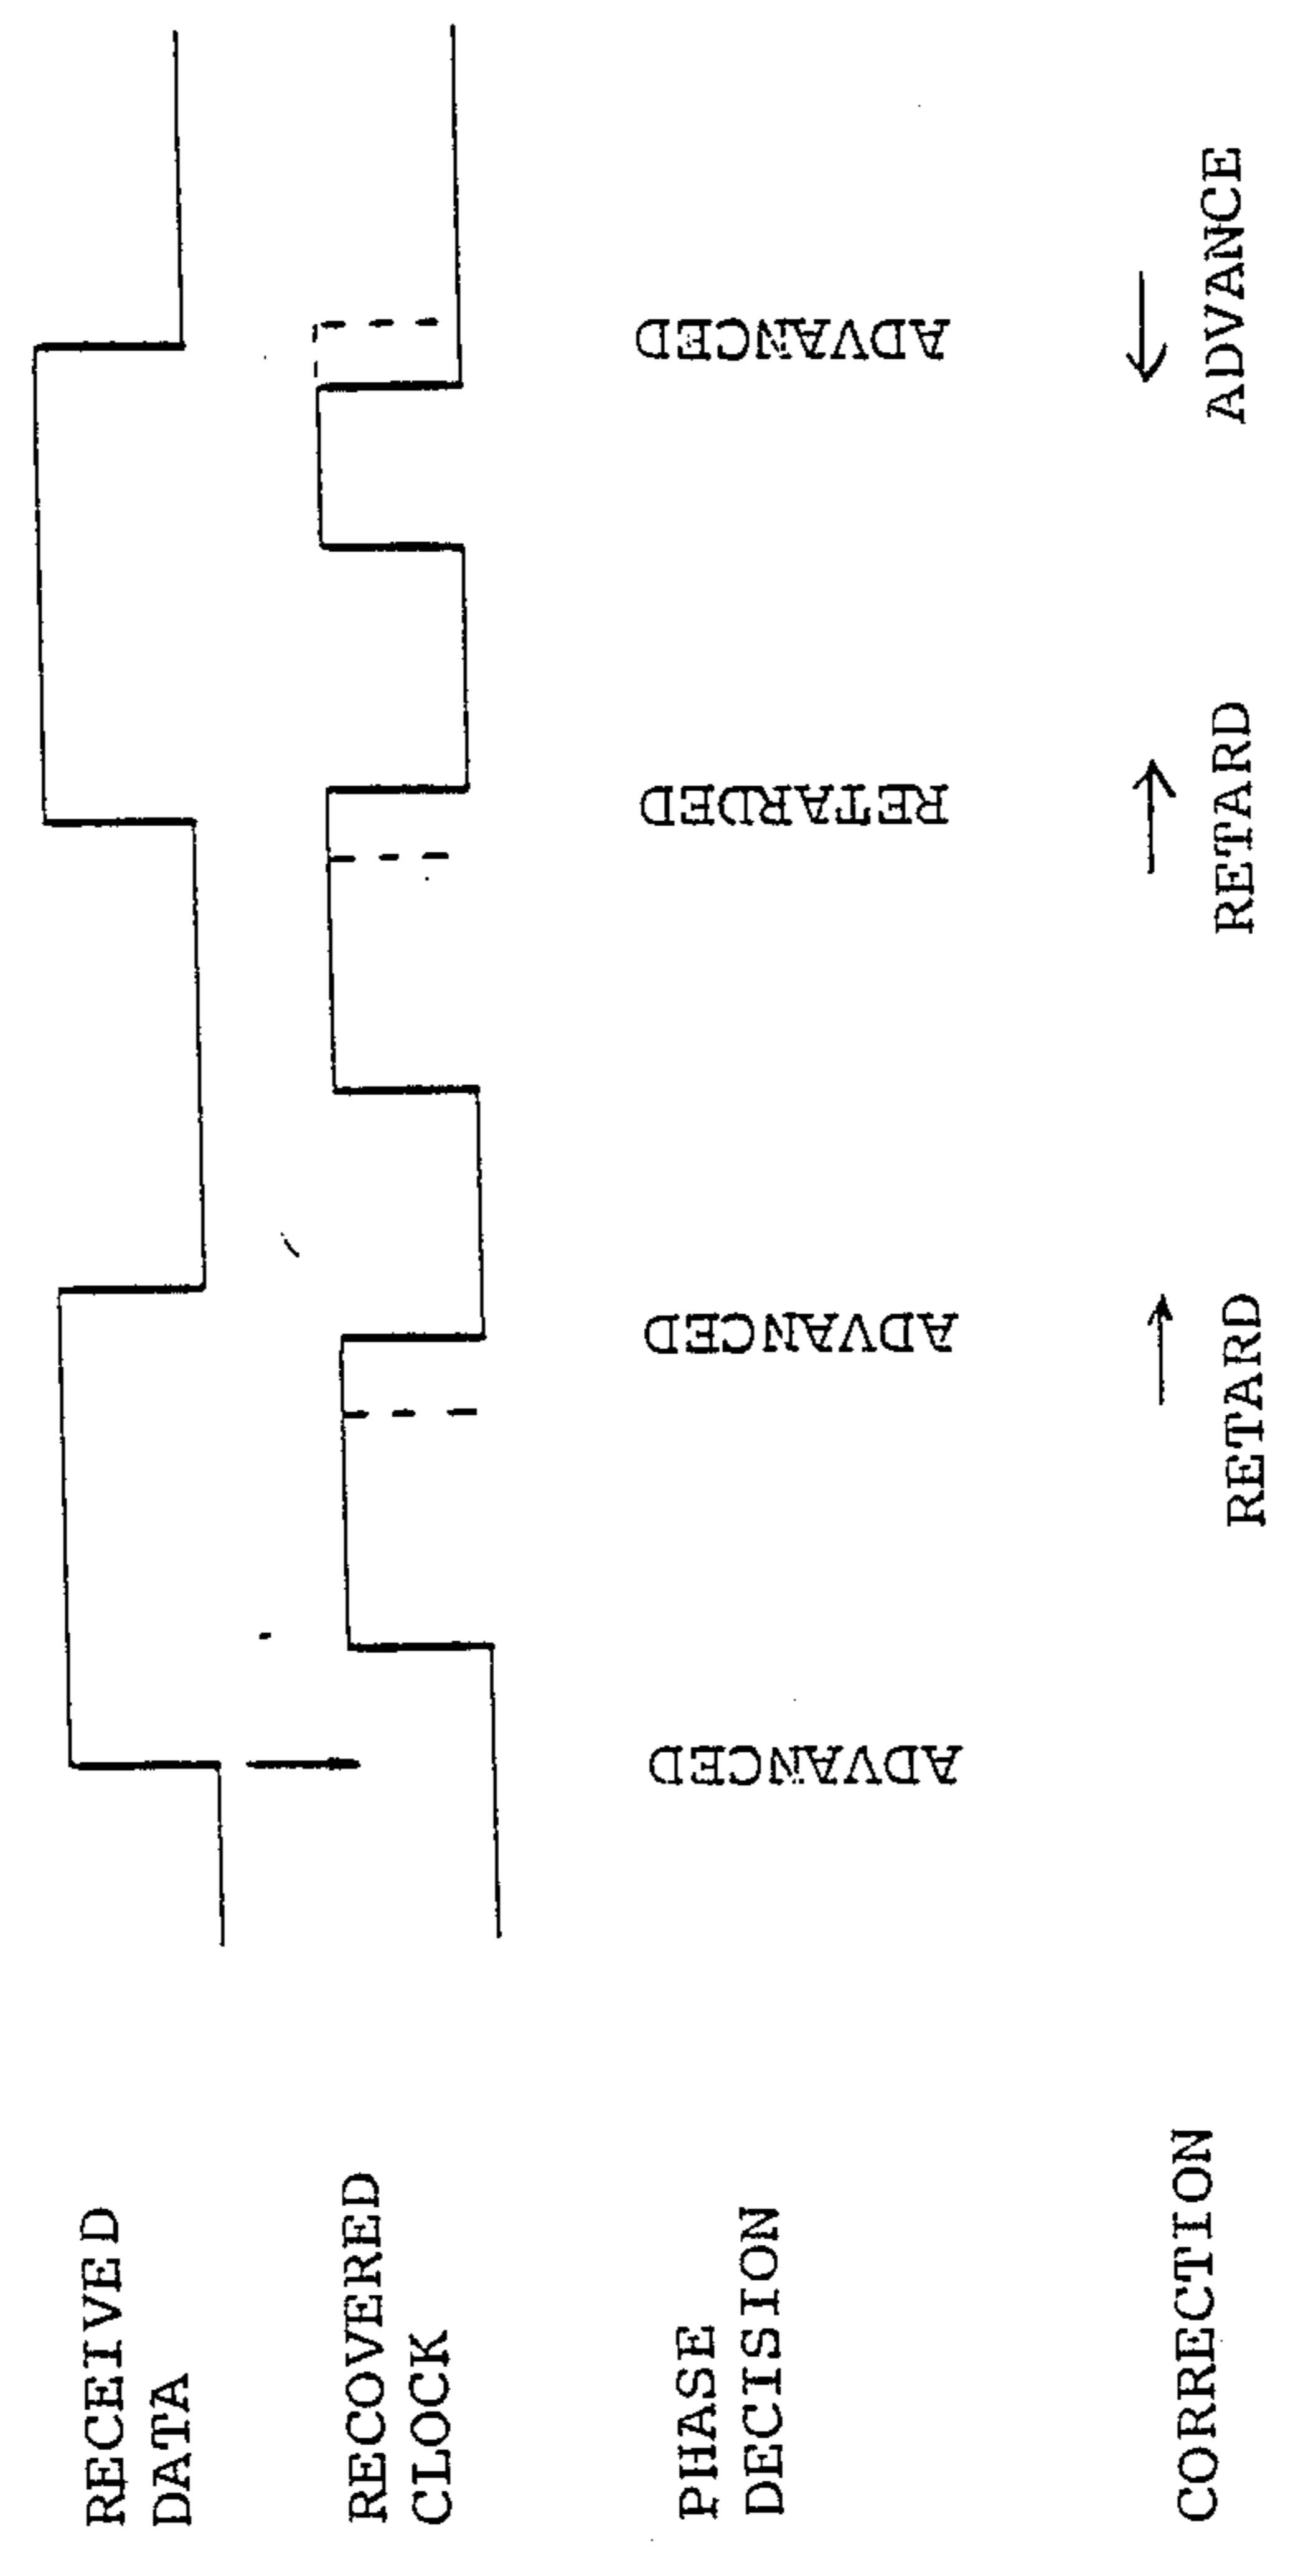 RECEIVED
DATA
RECOVERED
CLOCK
PHASE
DECISION
ADVANCED
ADVANCED
RETARDED
ADVANCED
CORRECTION
RETARD
RETARD
ADVANCE